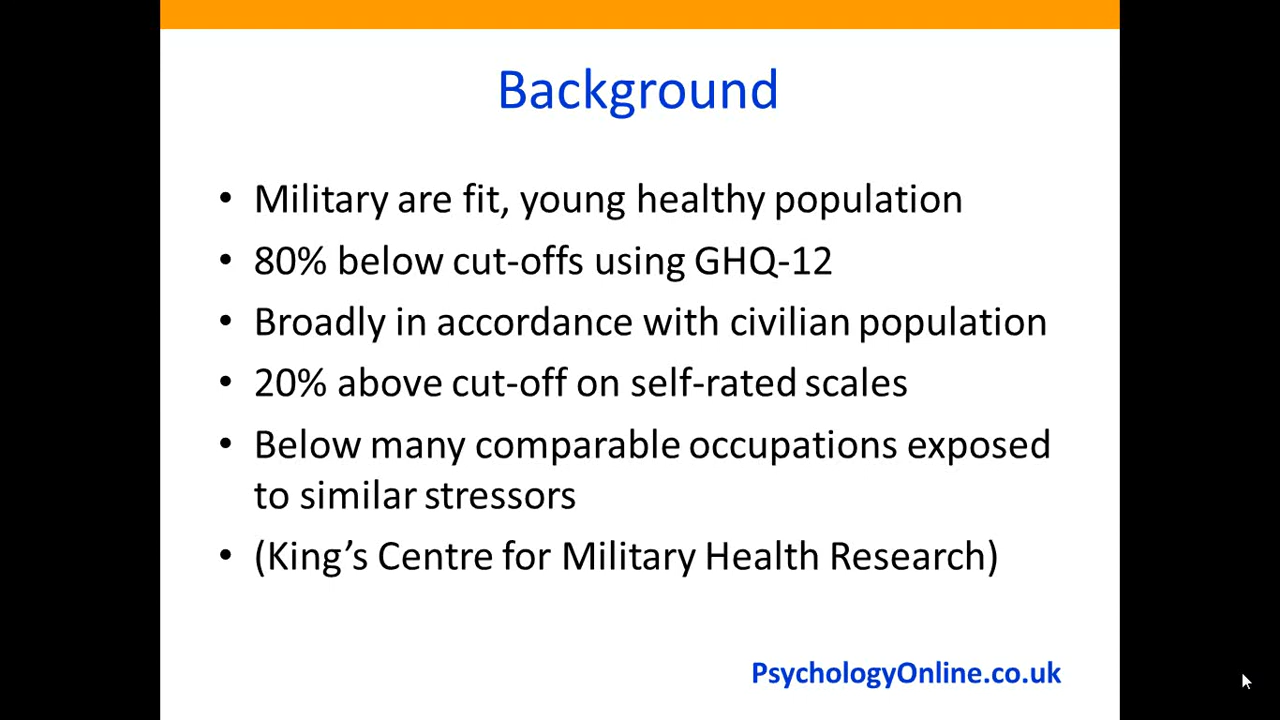 Background
• Military are fit, young healthy population
• 80% below cut-offs using GHQ-12
• Broadly in accordance with civilian population
• 20% above cut-off on self-rated scales
• Below many comparable occupations exposed
to similar stressors
• (King’s Centre for Military Health Research)
PsychologyOnline.co.uk